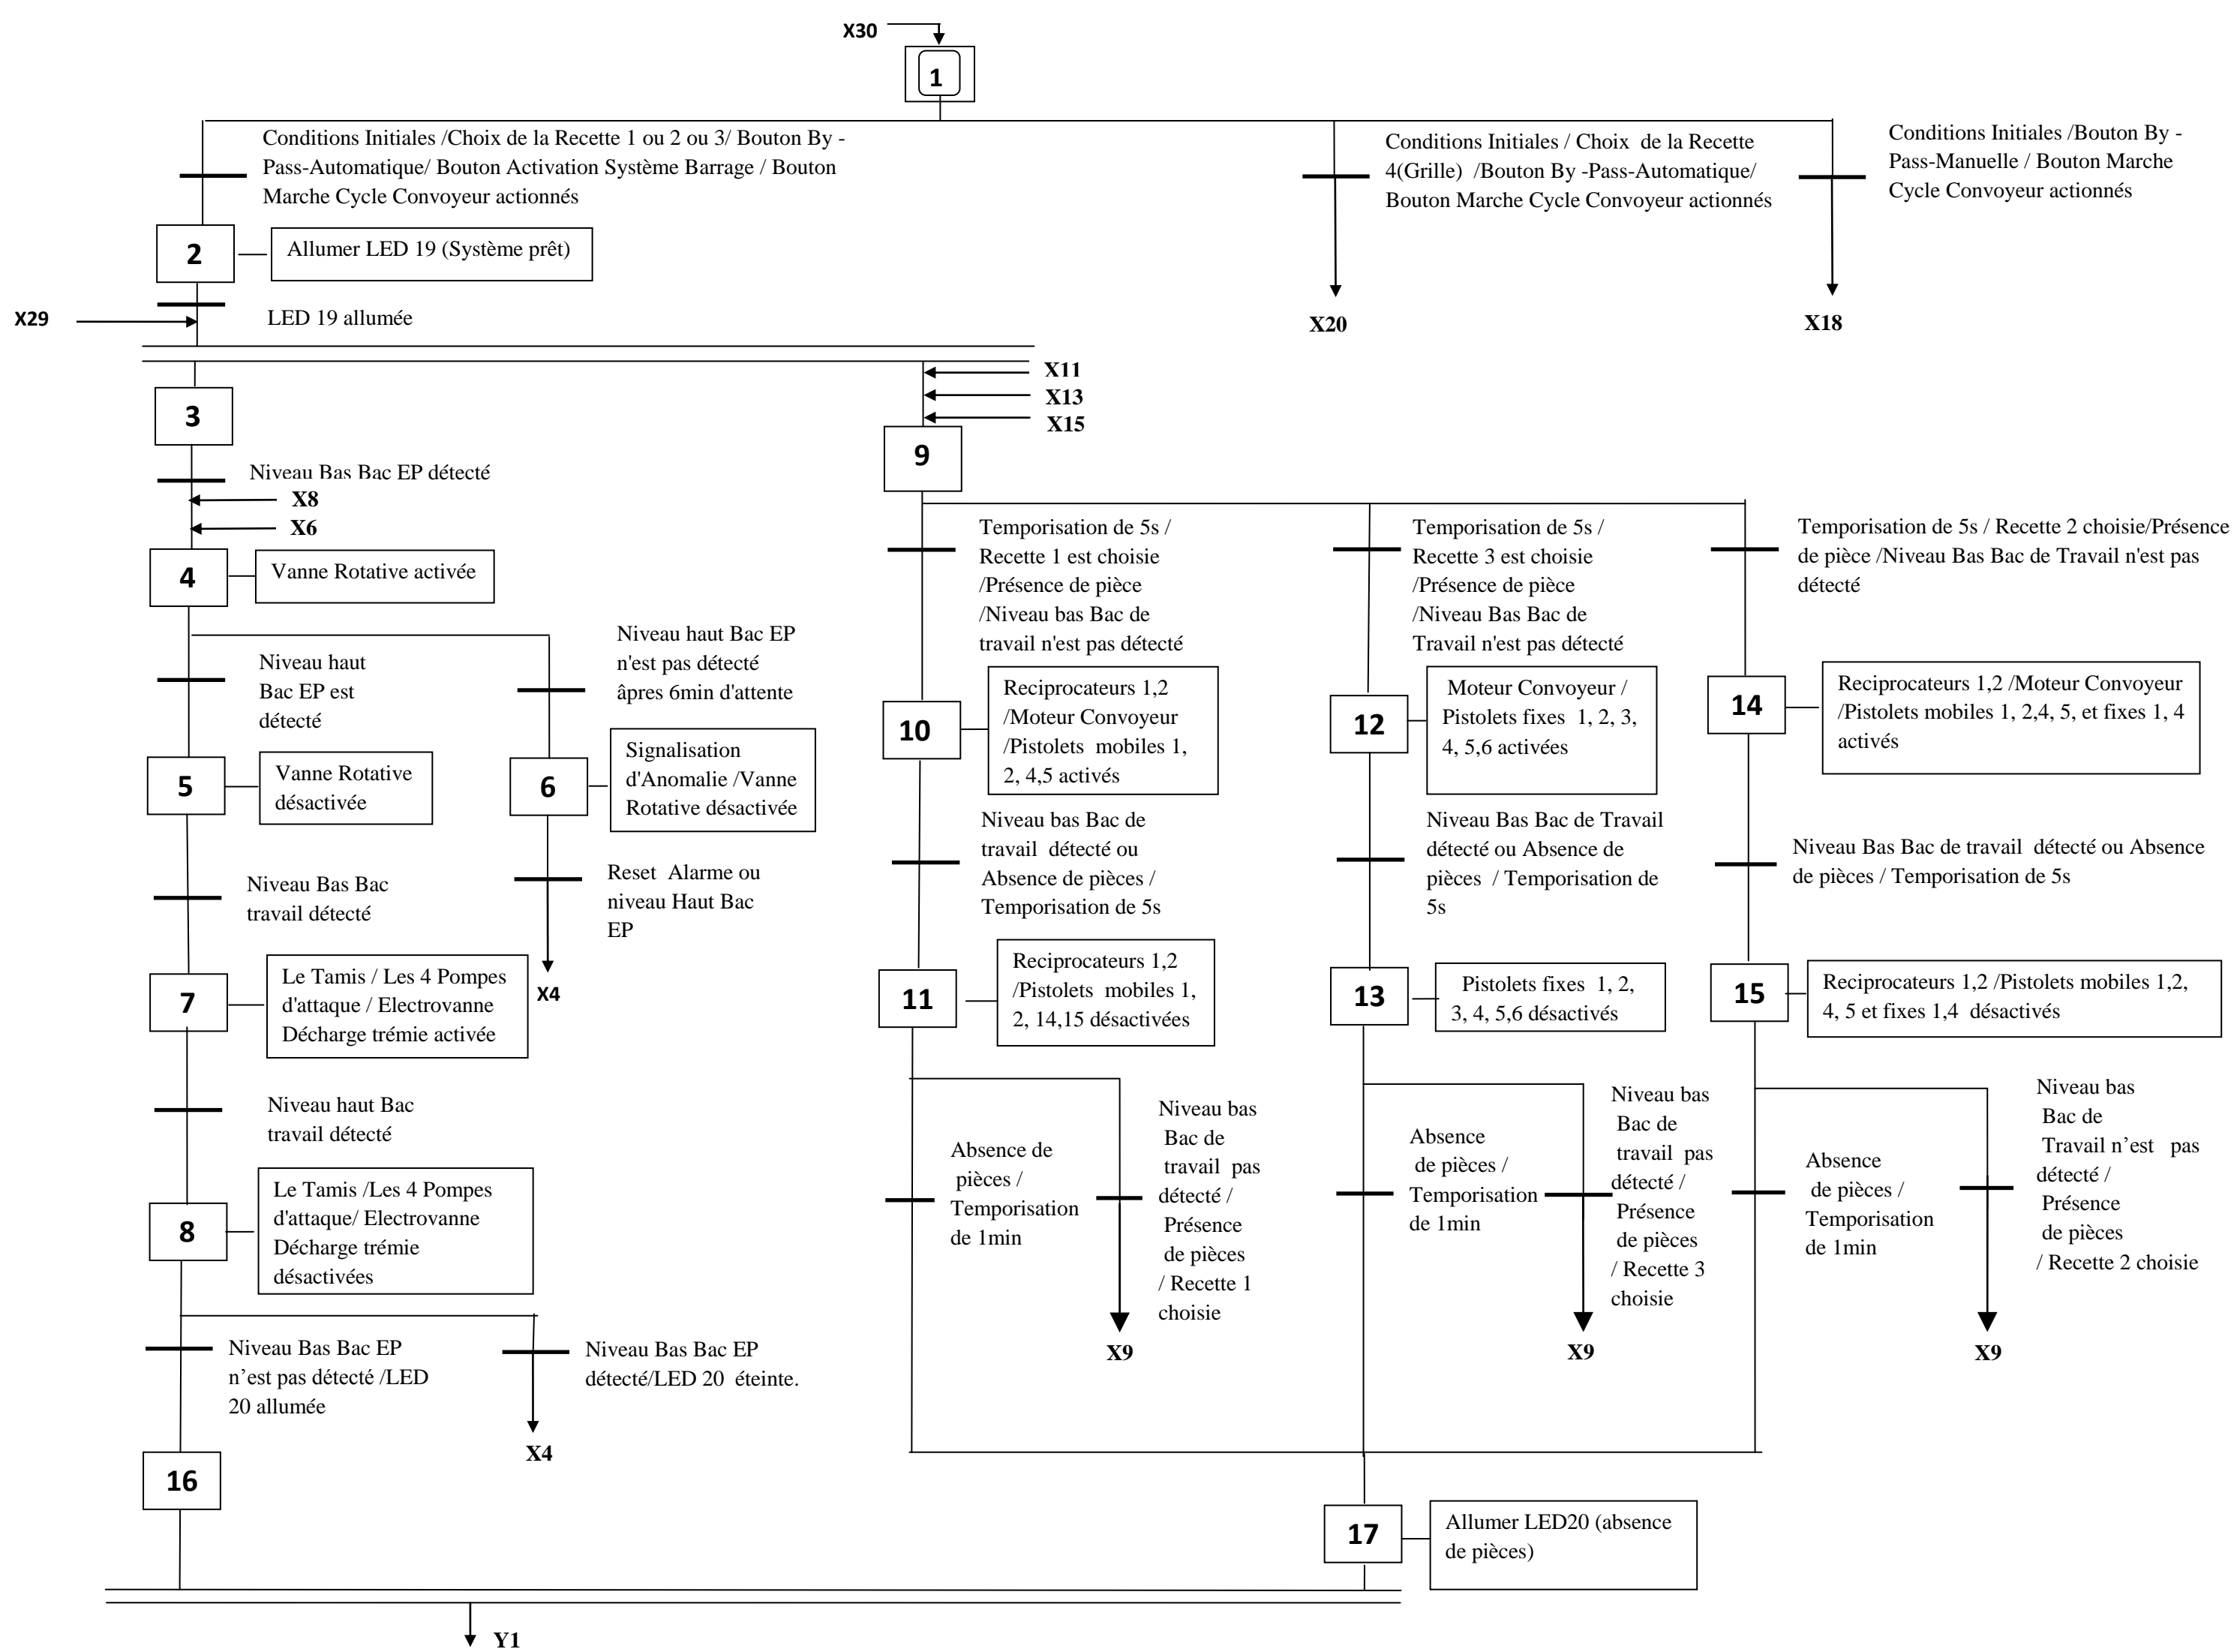 X30
1
Conditions Initiales /Choix de la Recette 1 ou 2 ou 3/ Bouton By -
Pass-Automatique/ Bouton Activation Système Barrage / Bouton
Marche Cycle Convoyeur actionnés
Conditions Initiales / Choix de la Recette
4(Grille) /Bouton By -Pass-Automatique/
Bouton Marche Cycle Convoyeur actionnés
Conditions Initiales /Bouton By -
Pass-Manuelle / Bouton Marche
Cycle Convoyeur actionnés
2
Allumer LED 19 (Système prêt)
X29
LED 19 allumée
X20
X18
3
X11
X13
X15
9
Niveau Bas Bac EP détecté
X8
X6
4
Vanne Rotative activée
Temporisation de 5s /
Recette 1 est choisie
/Présence de pièce
/Niveau bas Bac de
travail n'est pas détecté
Temporisation de 5s /
Recette 3 est choisie
/Présence de pièce
/Niveau Bas Bac de
Travail n'est pas détecté
Temporisation de 5s / Recette 2 choisie/Présence
de pièce /Niveau Bas Bac de Travail n'est pas
détecté
Niveau haut
Bac EP est
détecté
Niveau haut Bac EP
n'est pas détecté
âpres 6min d'attente
5
Vanne Rotative
désactivée
6
Signalisation
d'Anomalie /Vanne
Rotative désactivée
10
Reciprocateurs 1,2
/Moteur Convoyeur
/Pistolets mobiles 1,
2, 4,5 activés
12
Moteur Convoyeur /
Pistolets fixes 1, 2, 3,
4, 5,6 activées
14
Reciprocateurs 1,2 /Moteur Convoyeur
/Pistolets mobiles 1, 2,4, 5, et fixes 1, 4
activés
Niveau Bas Bac
travail détecté
Reset Alarme ou
niveau Haut Bac
EP
X4
Niveau bas Bac de
travail détecté ou
Absence de pièces /
Temporisation de 5s
Niveau Bas Bac de Travail
détecté ou Absence de
pièces / Temporisation de
5s
Niveau Bas Bac de travail détecté ou Absence
de pièces / Temporisation de 5s
7
Le Tamis / Les 4 Pompes
d'attaque / Electrovanne
Décharge trémie activée
11
Reciprocateurs 1,2
/Pistolets mobiles 1,
2, 14,15 désactivées
13
Pistolets fixes 1, 2,
3, 4, 5,6 désactivés
15
Reciprocateurs 1,2 /Pistolets mobiles 1,2,
4, 5 et fixes 1,4 désactivés
Niveau haut Bac
travail détecté
8
Le Tamis /Les 4 Pompes
d'attaque/ Electrovanne
Décharge trémie
désactivées
Absence de
pièces /
Temporisation
de 1min
Niveau bas
Bac de
travail pas
détecté /
Présence
de pièces
/ Recette 1
choisie
X9
Absence
de pièces /
Temporisation
de 1min
Niveau bas
Bac de
travail pas
détecté /
Présence
de pièces
/ Recette 3
choisie
X9
Absence
de pièces /
Temporisation
de 1min
Niveau bas
Bac de
Travail n’est pas
détecté /
Présence
de pièces
/ Recette 2 choisie
X9
Niveau Bas Bac EP
n’est pas détecté /LED
20 allumée
Niveau Bas Bac EP
détecté/LED 20 éteinte.
X4
16
17
Allumer LED20 (absence
de pièces)
Y1